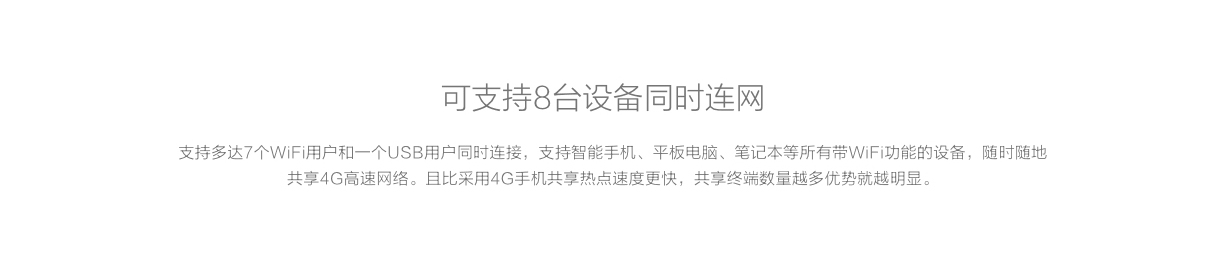 可支持8台设备同时连网
支持多达7个WiFi用户和一个USB用户同时连接，支持智能手机、平板电脑、笔记本等所有带WiFi功能的设备，随时随地
共享4G高速网络。且比采用4G手机共享热点速度更快，共享终端数量越多优势就越明显。